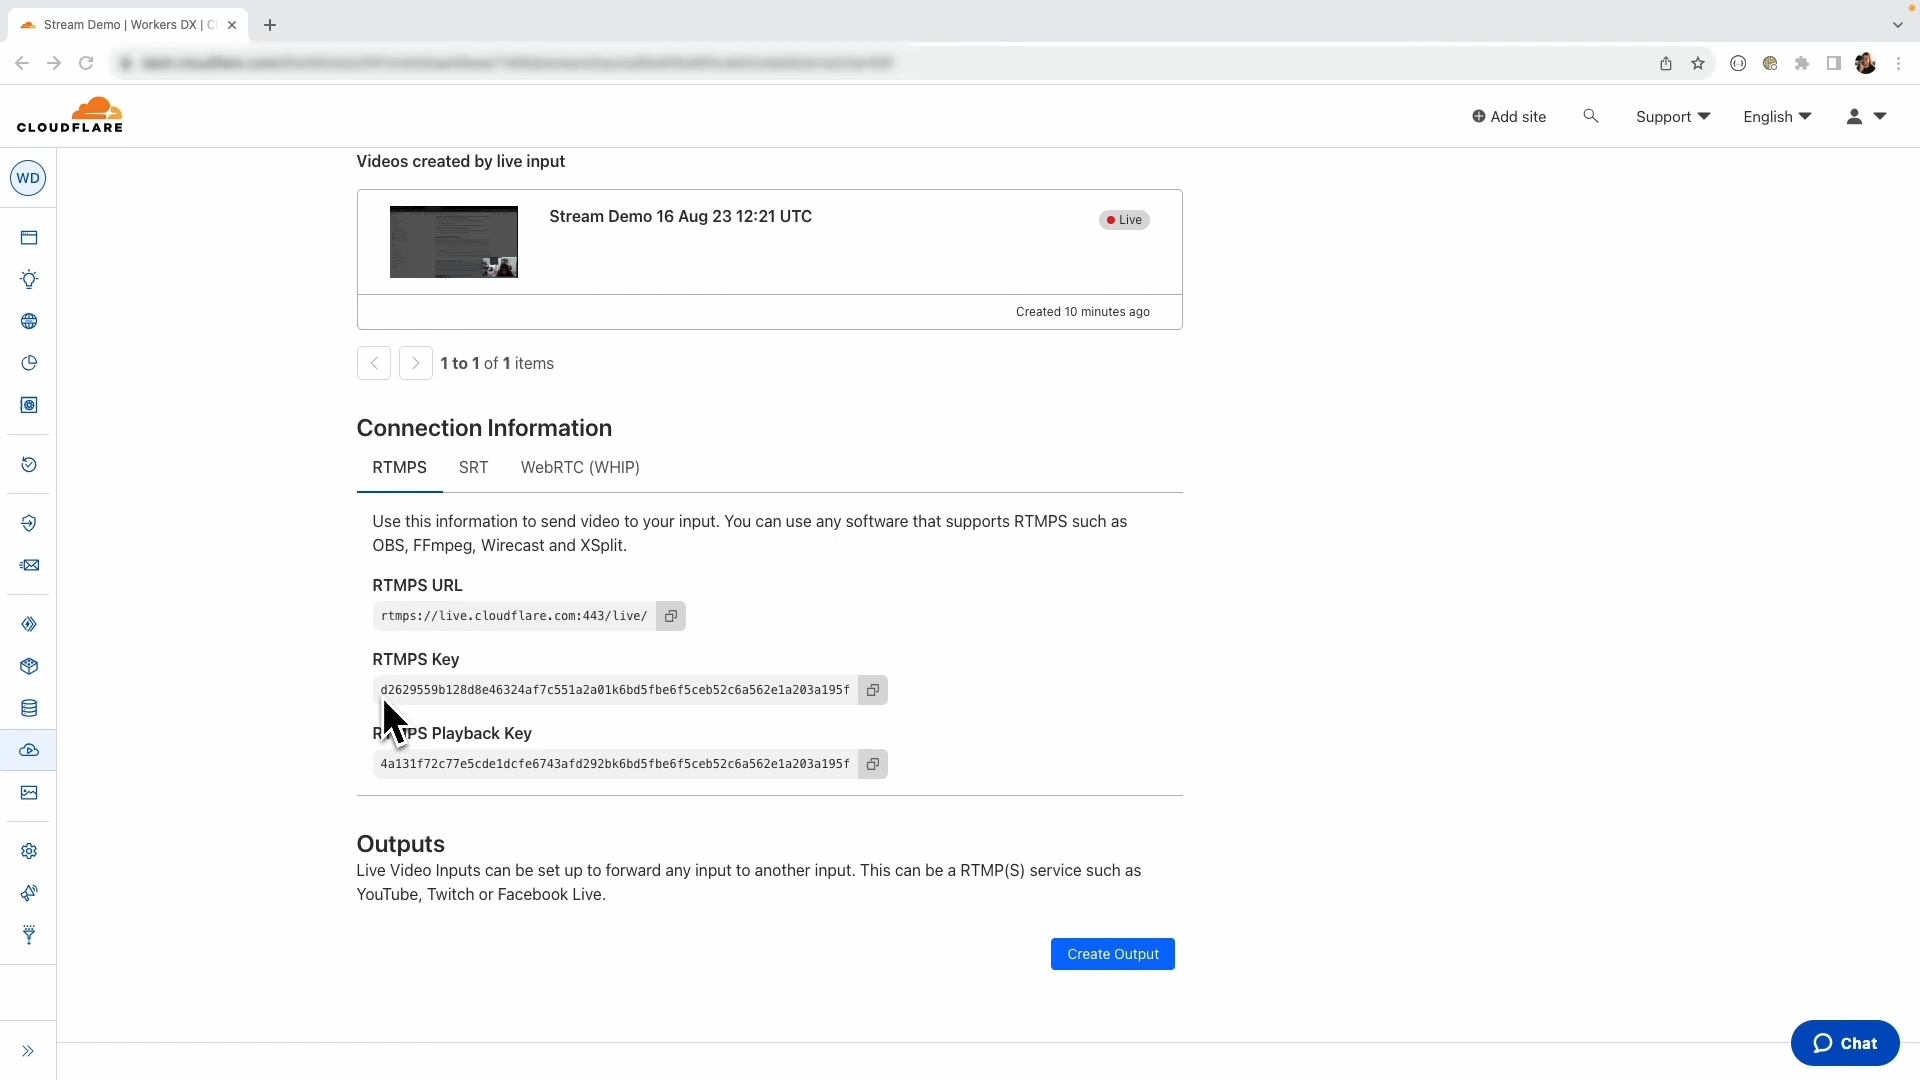 Stream Demo | Workers DX | C
CLOUDFLARE
Add site
Support
English
WD
Videos created by live input
Stream Demo 16 Aug 23 12:21 UTC
Live
Created 10 minutes ago
1 to 1 of 1 items
Connection Information
RTMPS SRT WebRTC (WHIP)
Use this information to send video to your input. You can use any software that supports RTMPS such as
OBS, FFmpeg, Wirecast and XSplit.
RTMPS URL
rtmps://live.cloudflare.com:443/live/
RTMPS Key
d2629559b128d8e46324af7c551a2a01k6bd5fbe6f5ceb52c6a562e1a203a195f
RTMPS Playback Key
4a131f72c77e5cde1dcfe6743afd292bk6bd5fbe6f5ceb52c6a562e1a203a195f
Outputs
Live Video Inputs can be set up to forward any input to another input. This can be a RTMP(S) service such as
YouTube, Twitch or Facebook Live.
Create Output
Chat